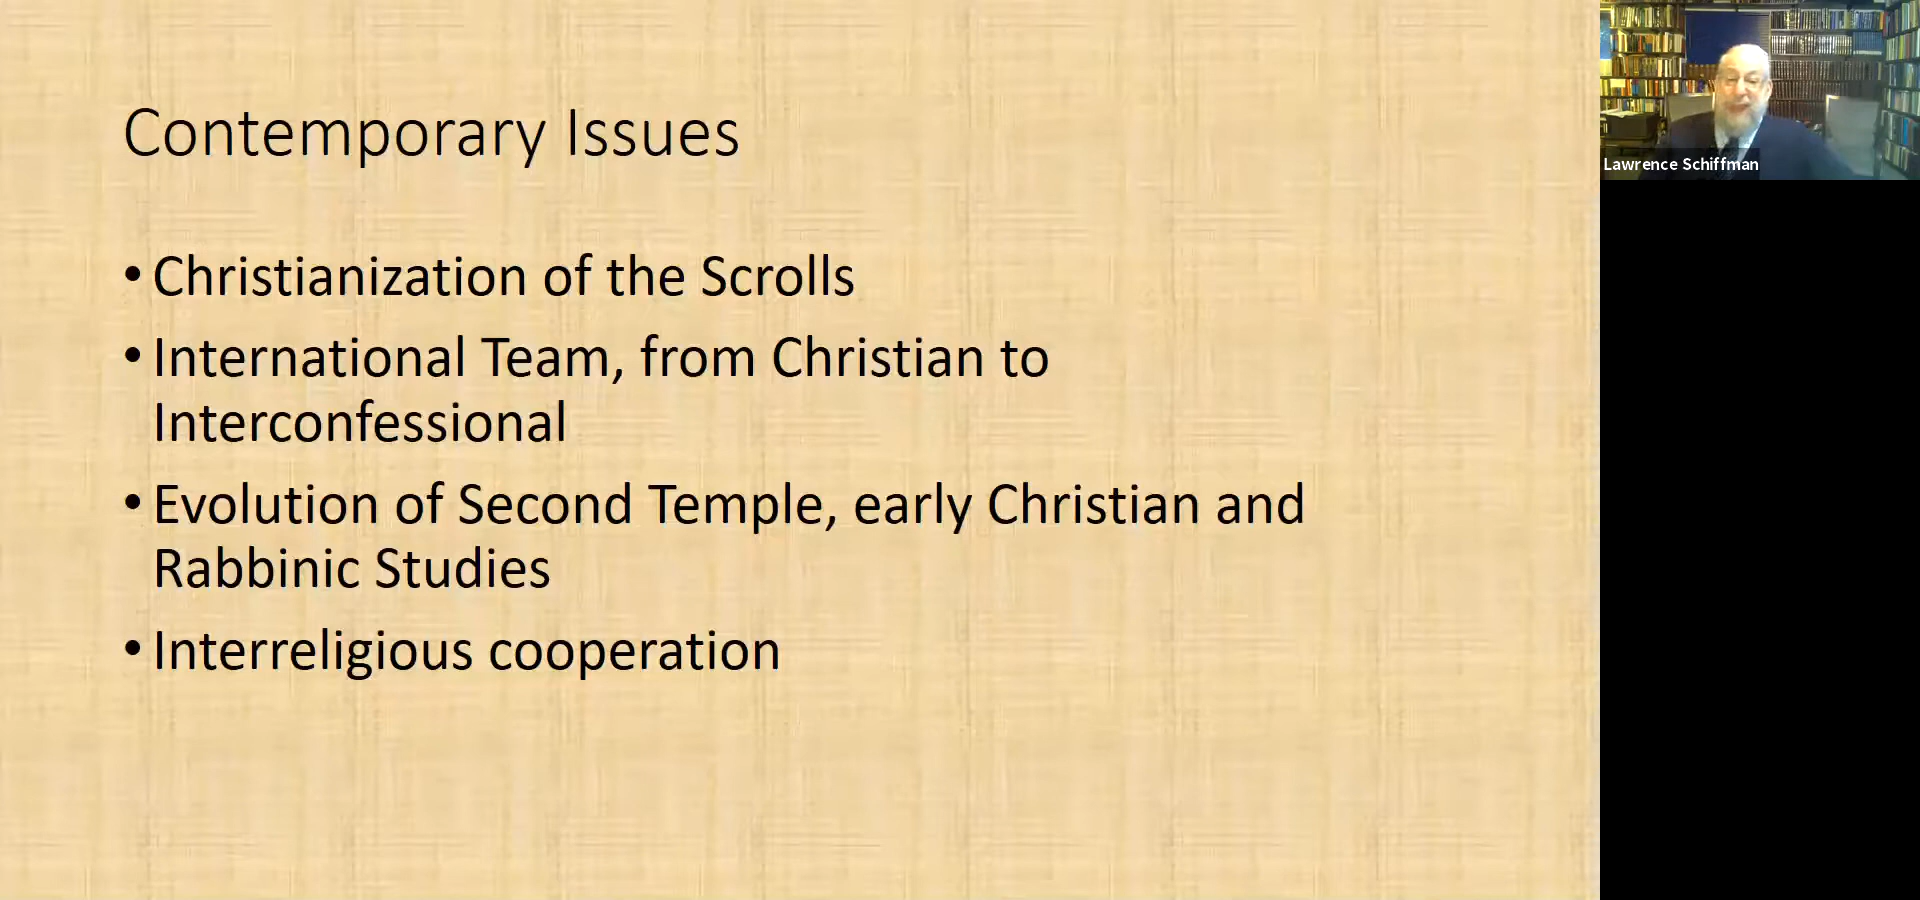 Contemporary Issues
• Christianization of the Scrolls
• International Team, from Christian to
Interconfessional
• Evolution of Second Temple, early Christian and
Rabbinic Studies
• Interreligious cooperation
Lawrence Schiffman